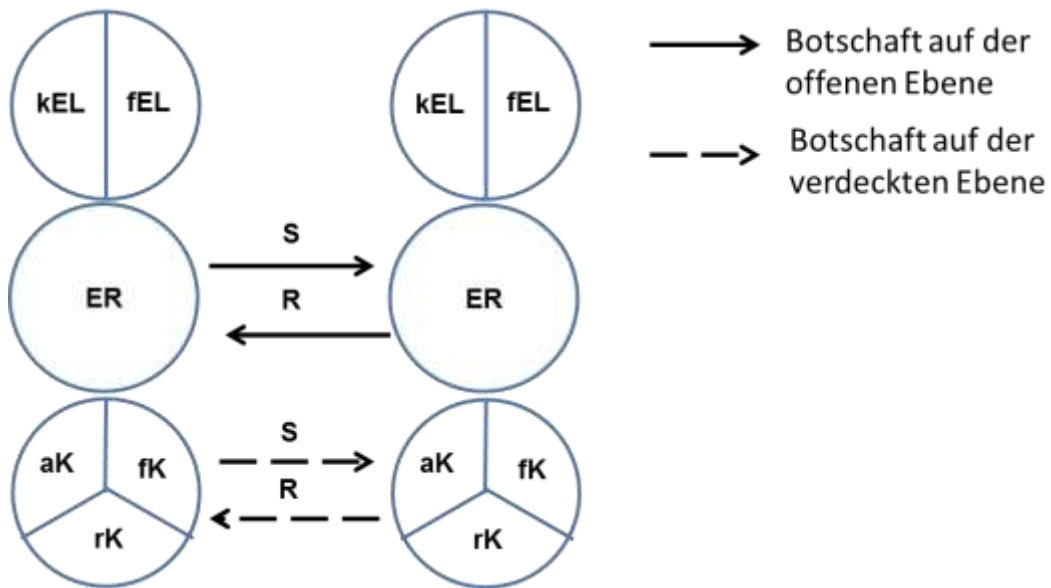 kEL fEL kEL fEL
Botschaft auf der
offenen Ebene
Botschaft auf der
verdeckten Ebene
S
ER R ER
S
aK fK aK fK
R
rK rK